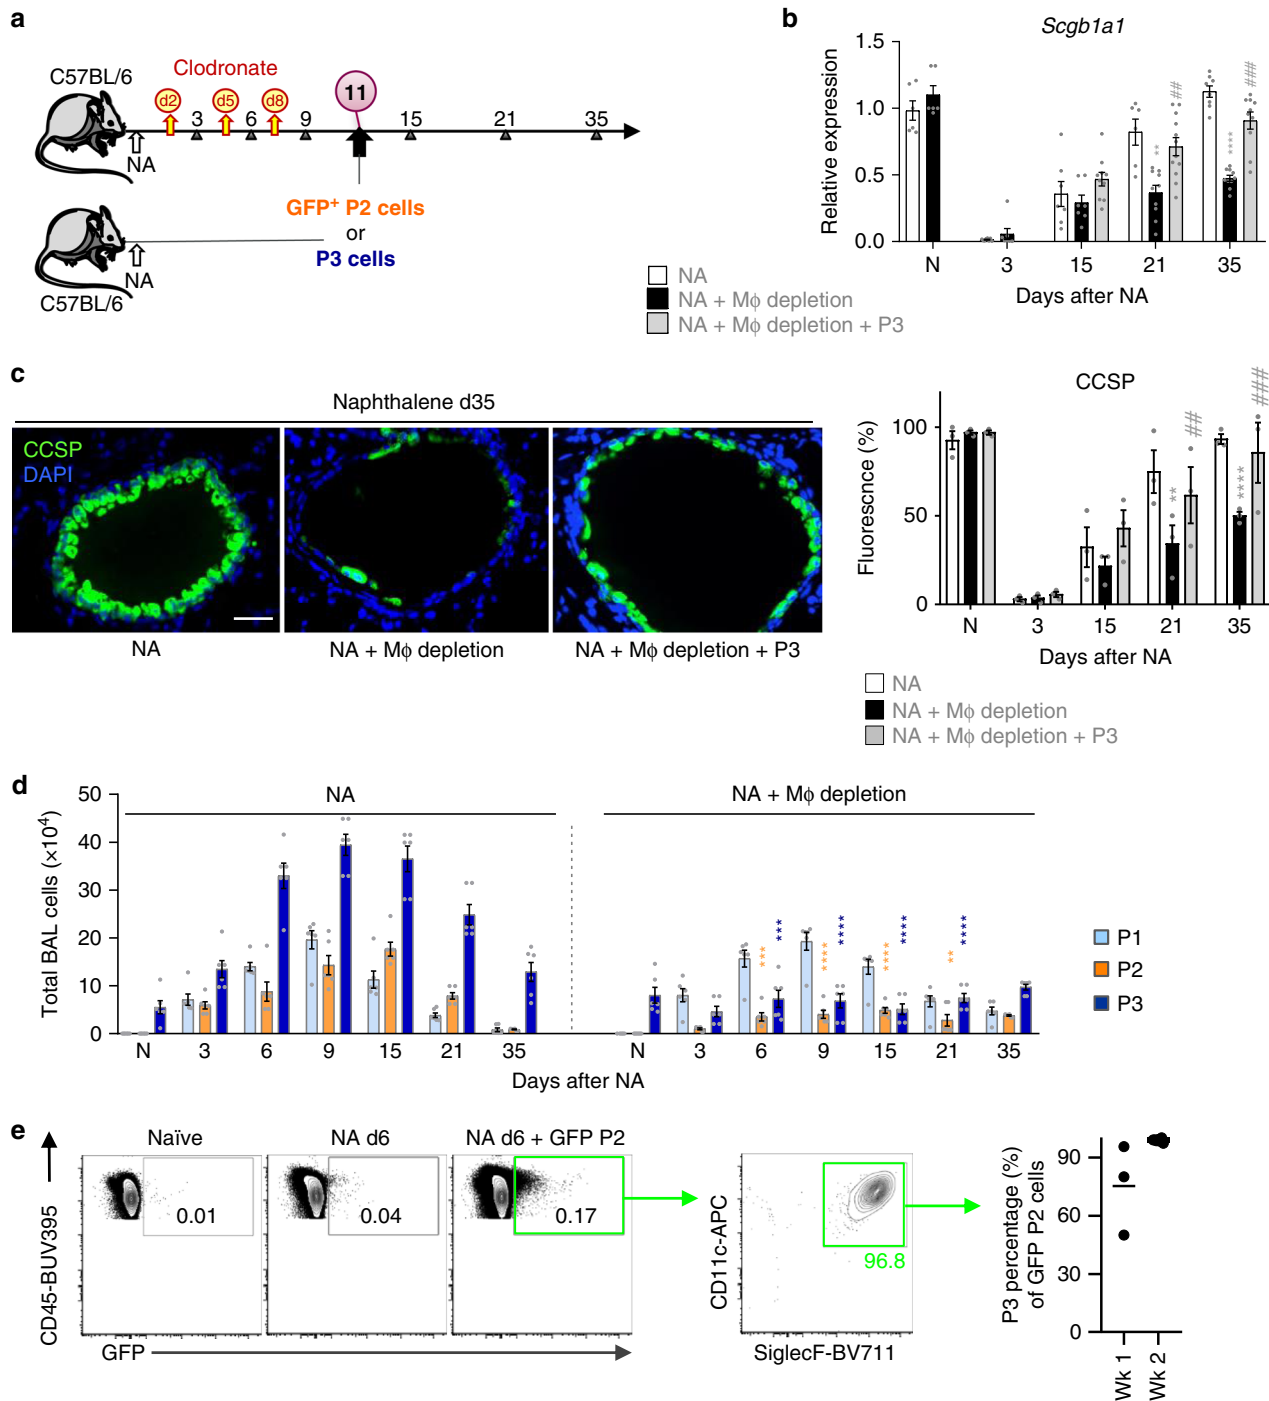 a
C57BL/6
Clodronate
d2 d5 d8 11
3 6 9 15 21 35
NA
GFP+ P2 cells
or
P3 cells
NA
C57BL/6
b
Scgb1a1
Relative expression
1.5
1.0
0.5
0.0
** ## **** ###
N 3 15 21 35
Days after NA
NA
NA + Mϕ depletion
NA + Mϕ depletion + P3
c
Naphthalene d35
CCSP
DAPI
NA
NA + Mϕ depletion
NA + Mϕ depletion + P3
CCSP
Fluorescnce (%)
100
50
0
** ## **** ####
N 3 15 21 35
Days after NA
NA
NA + Mϕ depletion
NA + Mϕ depletion + P3
d
Total BAL cells (×10⁴)
50
40
30
20
10
0
NA
NA + Mϕ depletion
*** *** **** **** **** **** ** ****
N 3 6 9 15 21 35 N 3 6 9 15 21 35
Days after NA
P1
P2
P3
e
CD45-BUV395
Naïve
NA d6
NA d6 + GFP P2
0.01
0.04
0.17
GFP
CD11c-APC
96.8
SiglecF-BV711
P3 percentage (%)
of GFP P2 cells
90
60
30
0
Wk 1
Wk 2